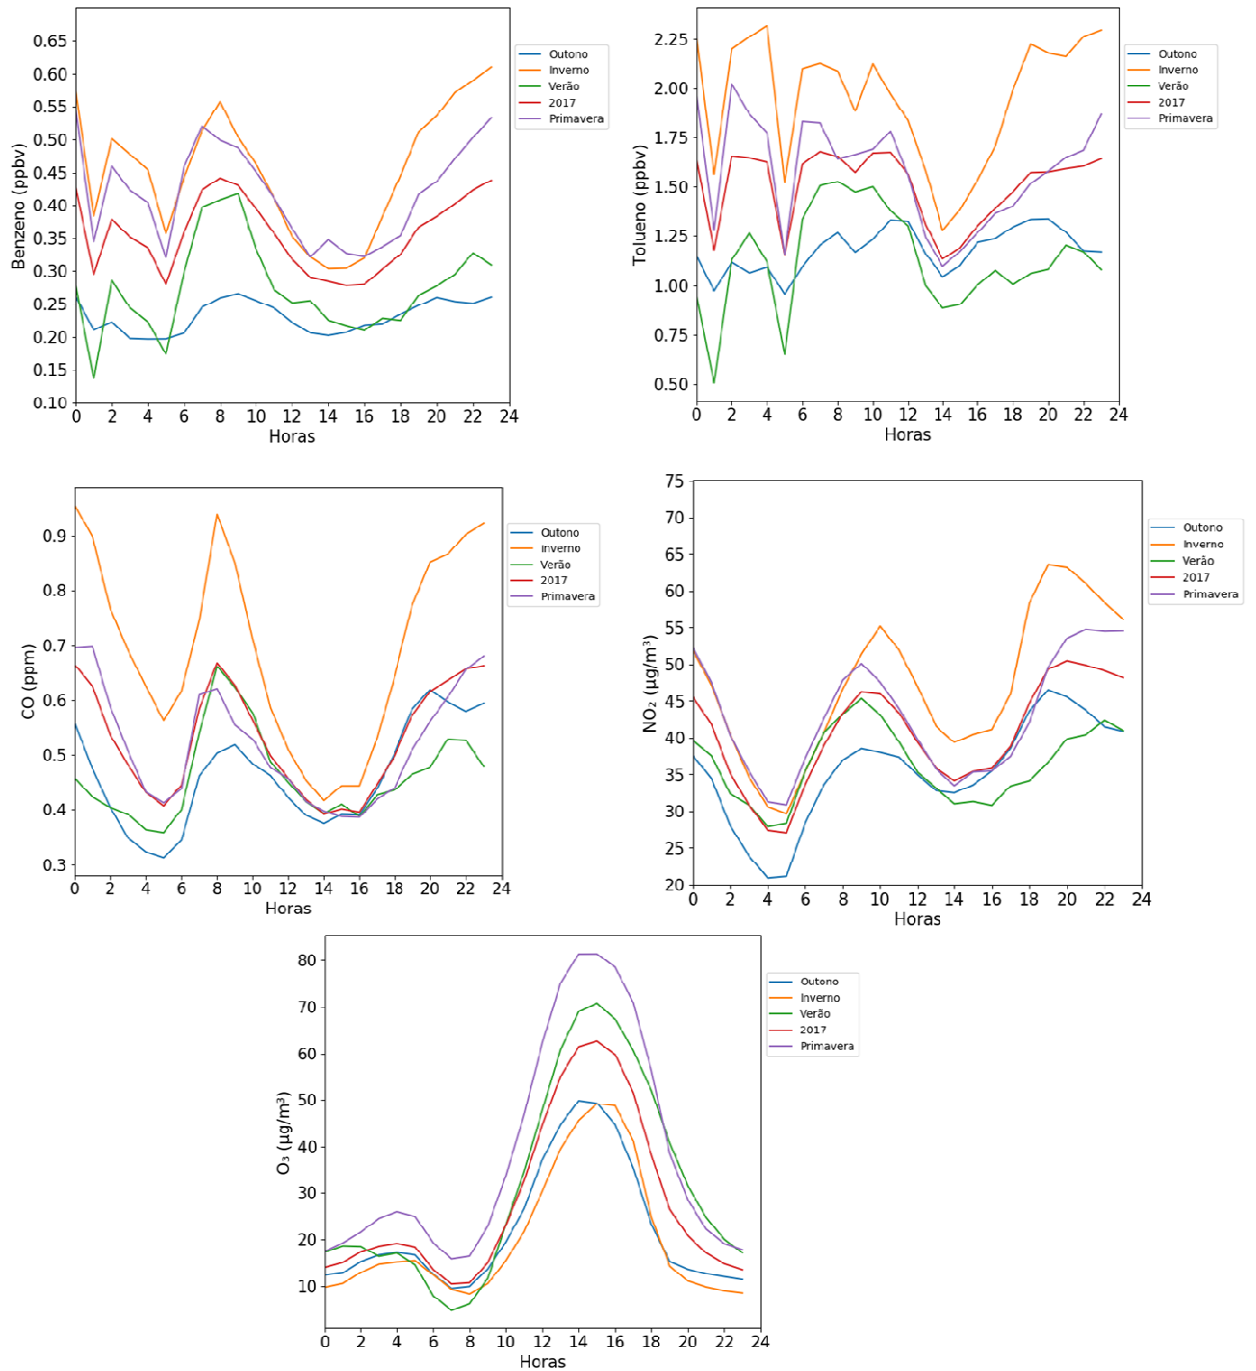 0.65
0.60
0.55
0.50
0.45
0.40
0.35
0.30
0.25
0.20
0.15
0.10
Benzeno (ppbv)
0 2 4 6 8 10 12 14 16 18 20 22 24
Horas
Outono
Inverno
Verão
2017
Primavera
2.25
2.00
1.75
1.50
1.25
1.00
0.75
0.50
Tolueno (ppbv)
0 2 4 6 8 10 12 14 16 18 20 22 24
Horas
Outono
Inverno
Verão
2017
Primavera
0.9
0.8
0.7
0.6
0.5
0.4
0.3
CO (ppm)
0 2 4 6 8 10 12 14 16 18 20 22 24
Horas
Outono
Inverno
Verão
2017
Primavera
75
70
65
60
55
50
45
40
35
30
25
20
NO₂ (µg/m³)
0 2 4 6 8 10 12 14 16 18 20 22 24
Horas
Outono
Inverno
Verão
2017
Primavera
80
70
60
50
40
30
20
10
O₃ (µg/m³)
0 2 4 6 8 10 12 14 16 18 20 22 24
Horas
Outono
Inverno
Verão
2017
Primavera